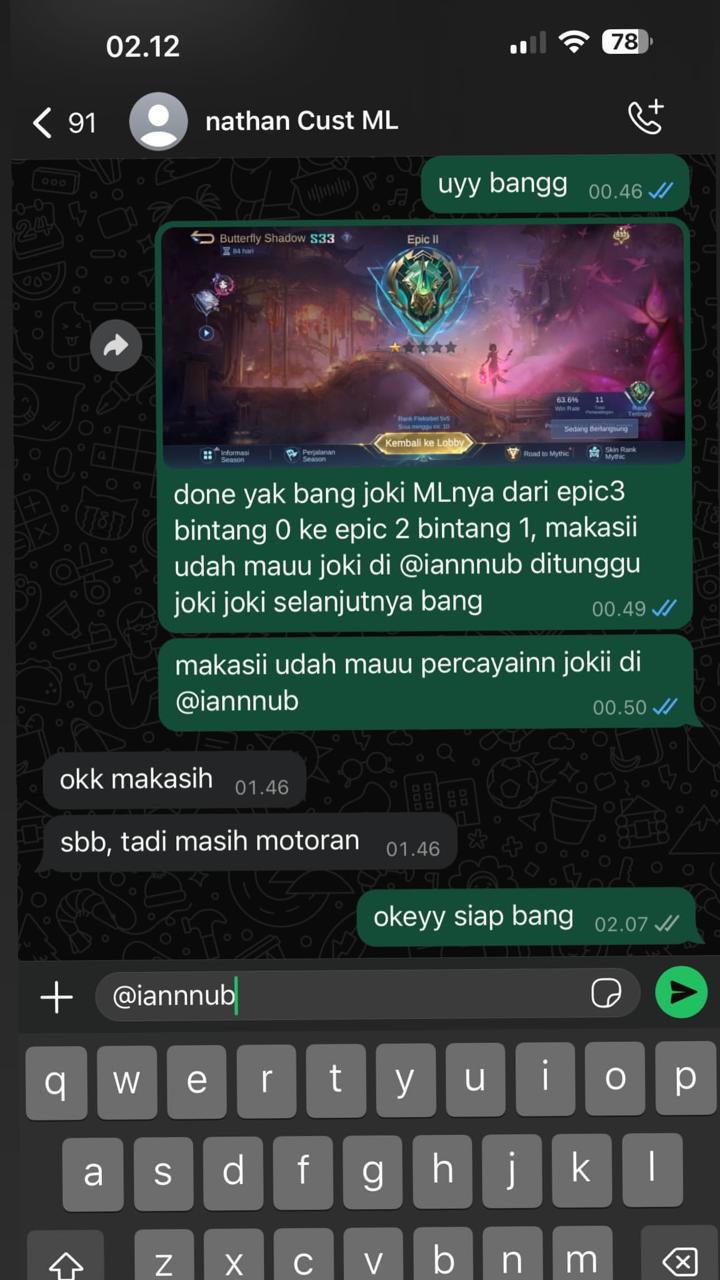 02.12
78
91
nathan Cust ML
uyy bangg 00.46
Butterfly Shadow S33
84 hari
Epic II
63.6%
Win Rate
11
Total
Pertandingan
Rank
Tertinggi
Rank Fleksibel 5v5
Sisa minggu ini: 10
Sedang Berlangsung
Kembali ke Lobby
Informasi
Season
Perjalanan
Season
Road to Mythic
Skin Rank
Mythic
done yak bang joki MLnya dari epic3
bintang 0 ke epic 2 bintang 1, makasii
udah mauu joki di @iannnub ditunggu
joki joki selanjutnya bang 00.49
makasii udah mauu percayainn jokii di
@iannnub 00.50
okk makasih 01.46
sbb, tadi masih motoran 01.46
okeyy siap bang 02.07
@iannnub
q w e r t y u i o p
a s d f g h j k l
z x c v b n m